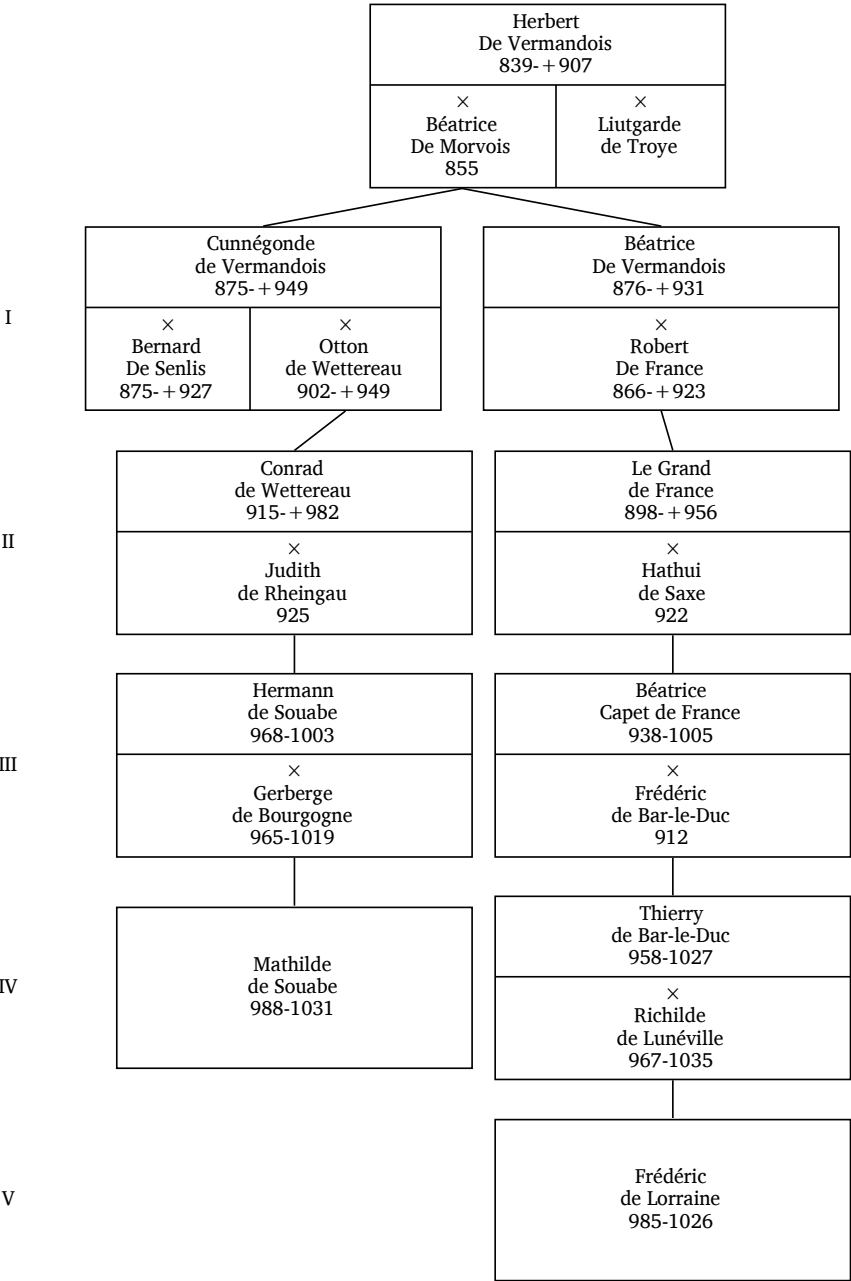 Herbert
De Vermandois
839-+907
×
Béatrice
De Morvois
855
×
Liutgarde
de Troye
I
Cunnégonde
de Vermandois
875-+949
×
Bernard
De Senlis
875-+927
×
Otton
de Wettereau
902-+949
Béatrice
De Vermandois
876-+931
×
Robert
De France
866-+923
II
Conrad
de Wettereau
915-+982
×
Judith
de Rheingau
925
Le Grand
de France
898-+956
×
Hathui
de Saxe
922
III
Hermann
de Souabe
968-1003
×
Gerberge
de Bourgogne
965-1019
Béatrice
Capet de France
938-1005
×
Frédéric
de Bar-le-Duc
912
IV
Mathilde
de Souabe
988-1031
Thierry
de Bar-le-Duc
958-1027
×
Richilde
de Lunéville
967-1035
V
Frédéric
de Lorraine
985-1026